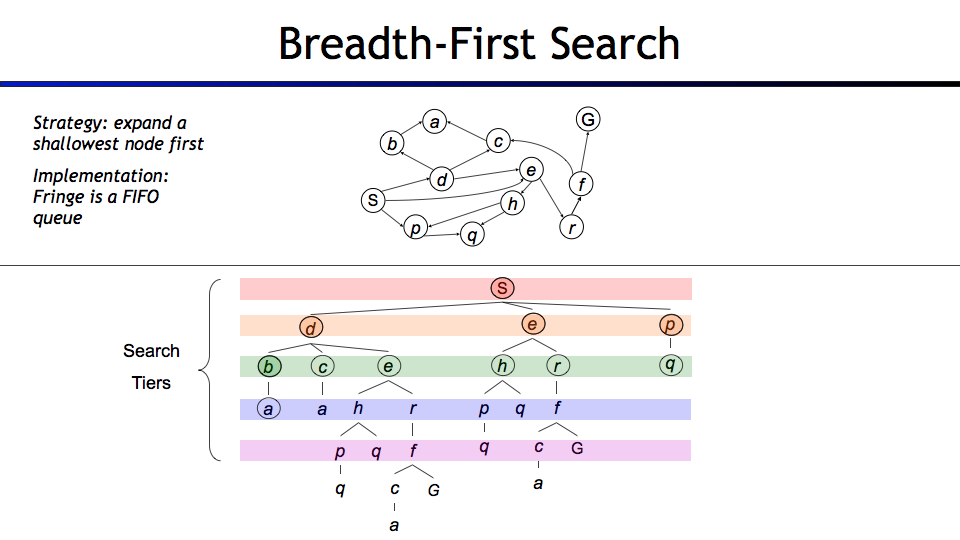 Breadth-First Search
Strategy: expand a
shallowest node first
Implementation:
Fringe is a FIFO
queue
a
G
b
c
e
d
f
S
h
p
q
r
Search
Tiers
S
d e p
b c e h r q
a a h r p q f
p q f q c G
q c G a
a